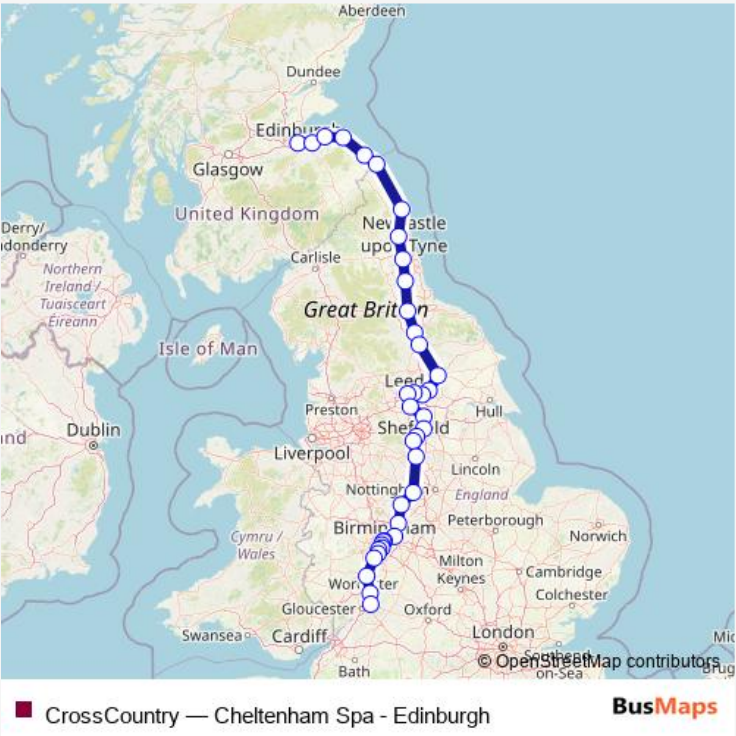 Aberdeen
Dundee
Edinburgh
Glasgow
United Kingdom
Derry/
Newcastle
upon Tyne
Carlisle
Northern
Ireland /
Tuaisceart
Éireann
Great Britain
Isle of Man
Leeds
Preston
Hull
Dublin
Sheffield
Liverpool
Lincoln
Nottingham
England
Birmingham
Peterborough
Norwich
Cymru /
Wales
Milton
Keynes
Cambridge
Worcester
Colchester
Gloucester
Oxford
Swansea
Cardiff
London
Southend-
on-Sea
Bath
© OpenStreetMap contributors
CrossCountry — Cheltenham Spa - Edinburgh
BusMaps